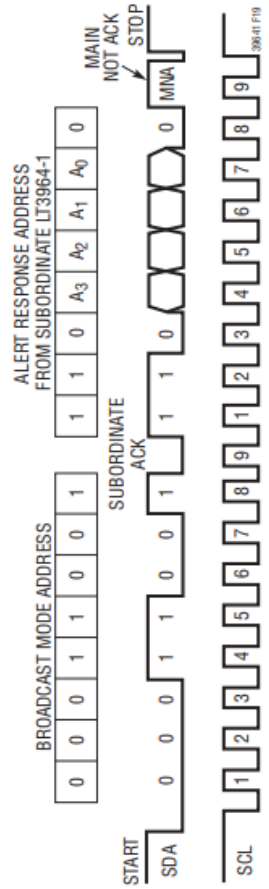 BROADCAST MODE ADDRESS
0 0 0 1 1 0 0 1
ALERT RESPONSE ADDRESS
FROM SUBORDINATE LT3964-1
1 1 0 A3 A2 A1 A0 0
START
SUBORDINATE
ACK
MAIN
NOT ACK
STOP
SDA 0 0 0 1 1 0 0 1 1 1 0 0 MNA
SCL 1 2 3 4 5 6 7 8 9 1 2 3 4 5 6 7 8 9
39641 F19